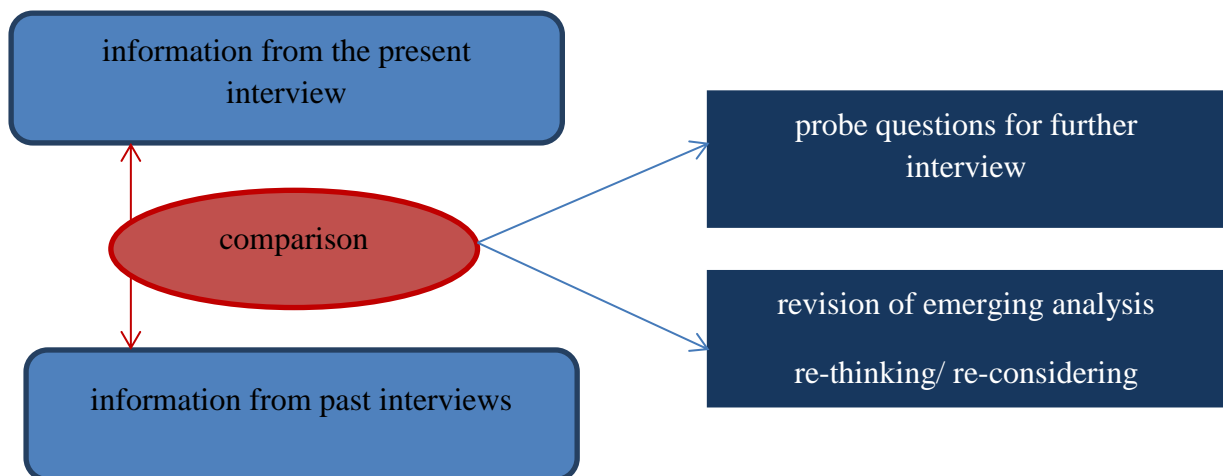 information from the present
interview
probe questions for further
interview
comparison
revision of emerging analysis
re-thinking/ re-considering
information from past interviews